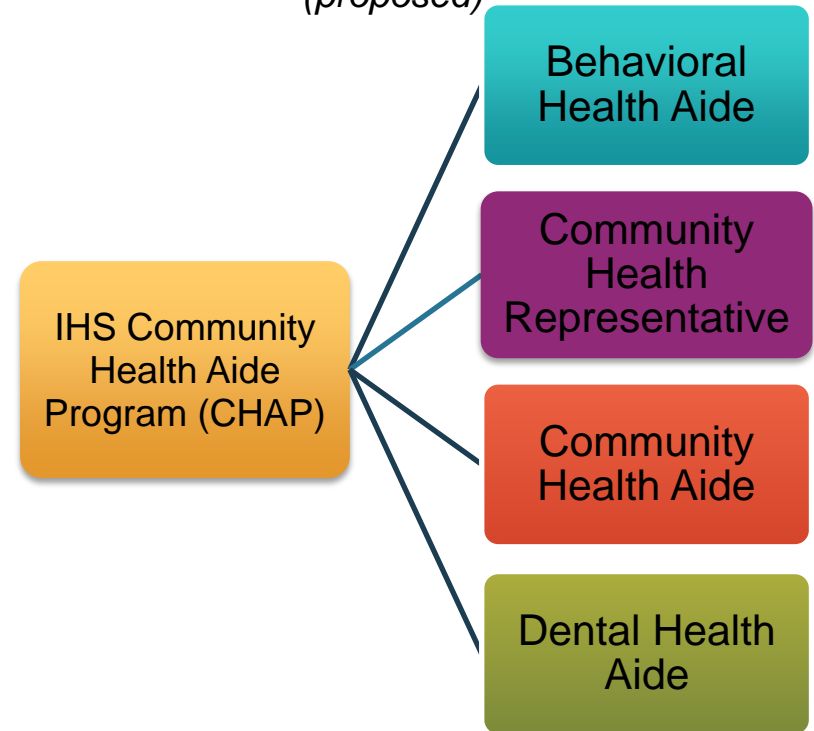 (proposed)
Behavioral
Health Aide
Community
Health
Representative
IHS Community
Health Aide
Program (CHAP)
Community
Health Aide
Dental Health
Aide